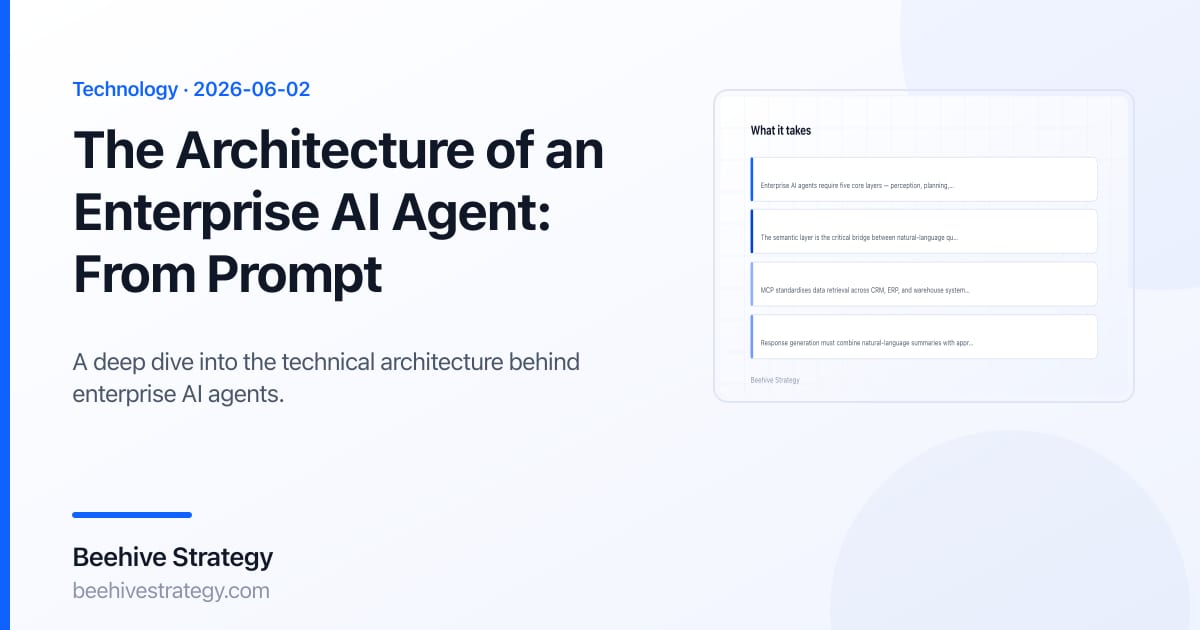 Technology · 2026-06-02
The Architecture of an
Enterprise AI Agent:
From Prompt
A deep dive into the technical architecture behind
enterprise AI agents.
Beehive Strategy
beehivestrategy.com
What it takes
Enterprise AI agents require five core layers — perception, planning,...
The semantic layer is the critical bridge between natural-language qu...
MCP standardises data retrieval across CRM, ERP, and warehouse system...
Response generation must combine natural-language summaries with appr...
Beehive Strategy